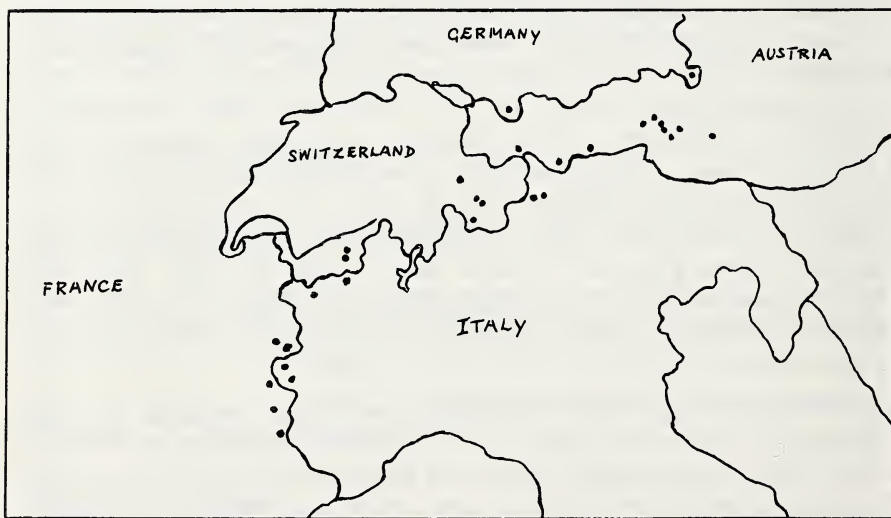 GERMANY
AUSTRIA
SWITZERLAND
FRANCE
ITALY